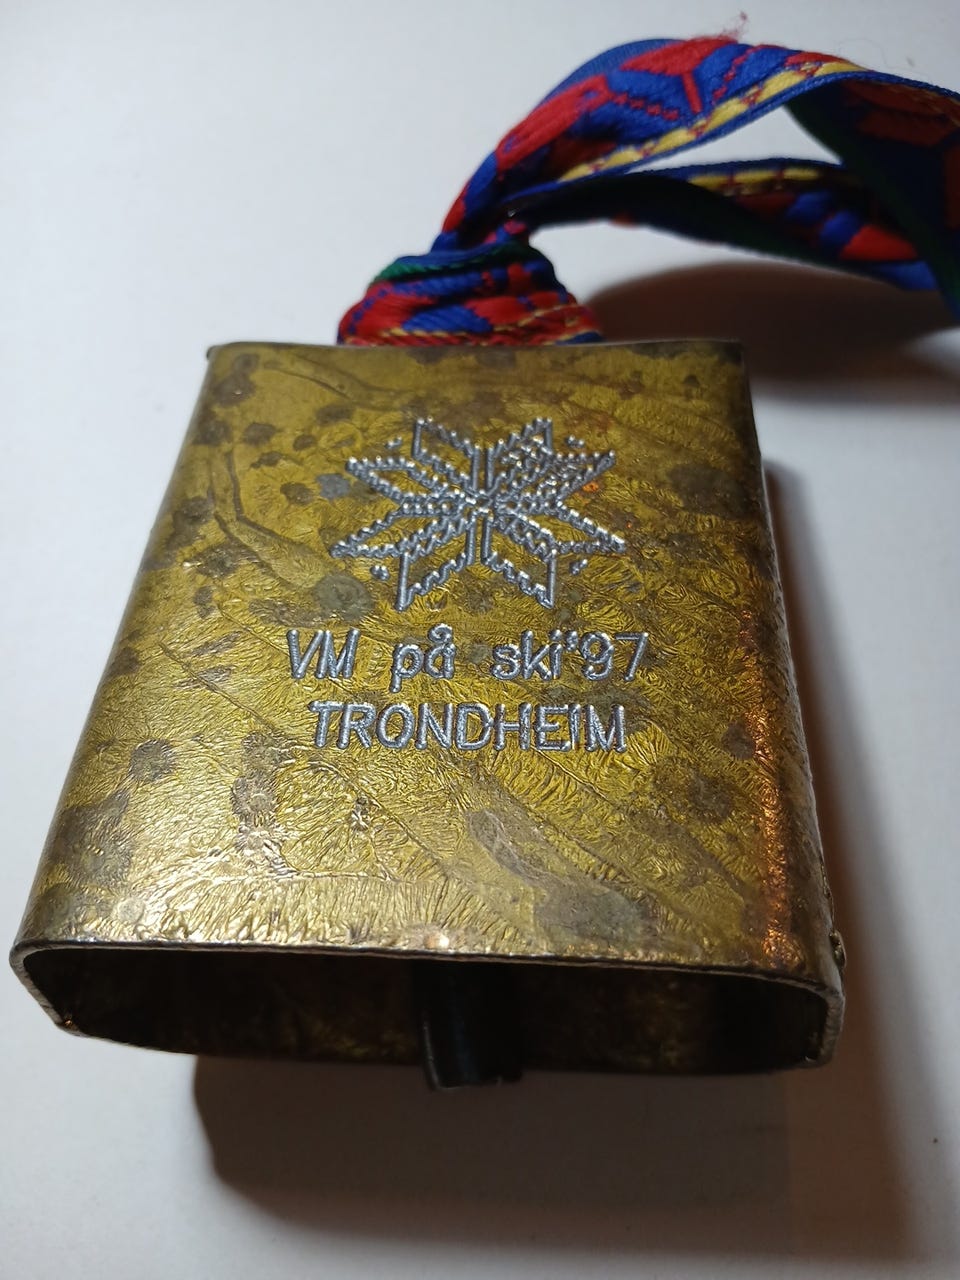 VM på ski'97
TRONDHEIM